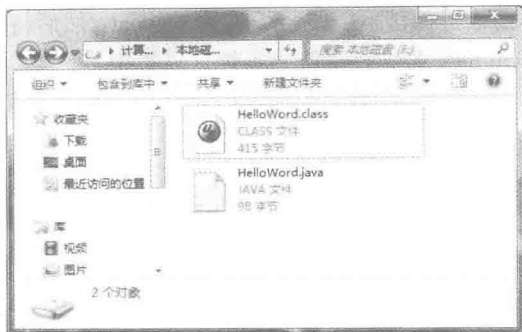 计算... ▸ 本地磁...
搜索 本地磁盘 (F:)
组织 包含到库中 共享 新建文件夹
收藏夹
下载
桌面
最近访问的位置
库
视频
图片
HelloWord.class
CLASS 文件
415 字节
HelloWord.java
JAVA 文件
98 字节
2 个对象